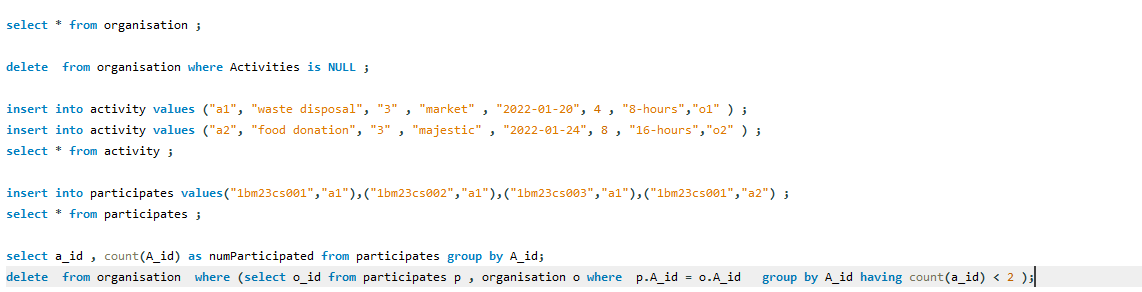 select * from organisation ;
delete  from organisation where Activities is NULL ;
insert into activity values ("a1", "waste disposal", "3" , "market" , "2022-01-20", 4 , "8-hours","o1" ) ;
insert into activity values ("a2", "food donation", "3" , "majestic" , "2022-01-24", 8 , "16-hours","o2" ) ;
select * from activity ;
insert into participates values("1bm23cs001","a1"),("1bm23cs002","a1"),("1bm23cs003","a1"),("1bm23cs001","a2") ;
select * from participates ;
select a_id , count(A_id) as numParticipated from participates group by A_id;
delete  from organisation  where (select o_id from participates p , organisation o where  p.A_id = o.A_id   group by A_id having count(a_id) < 2 );